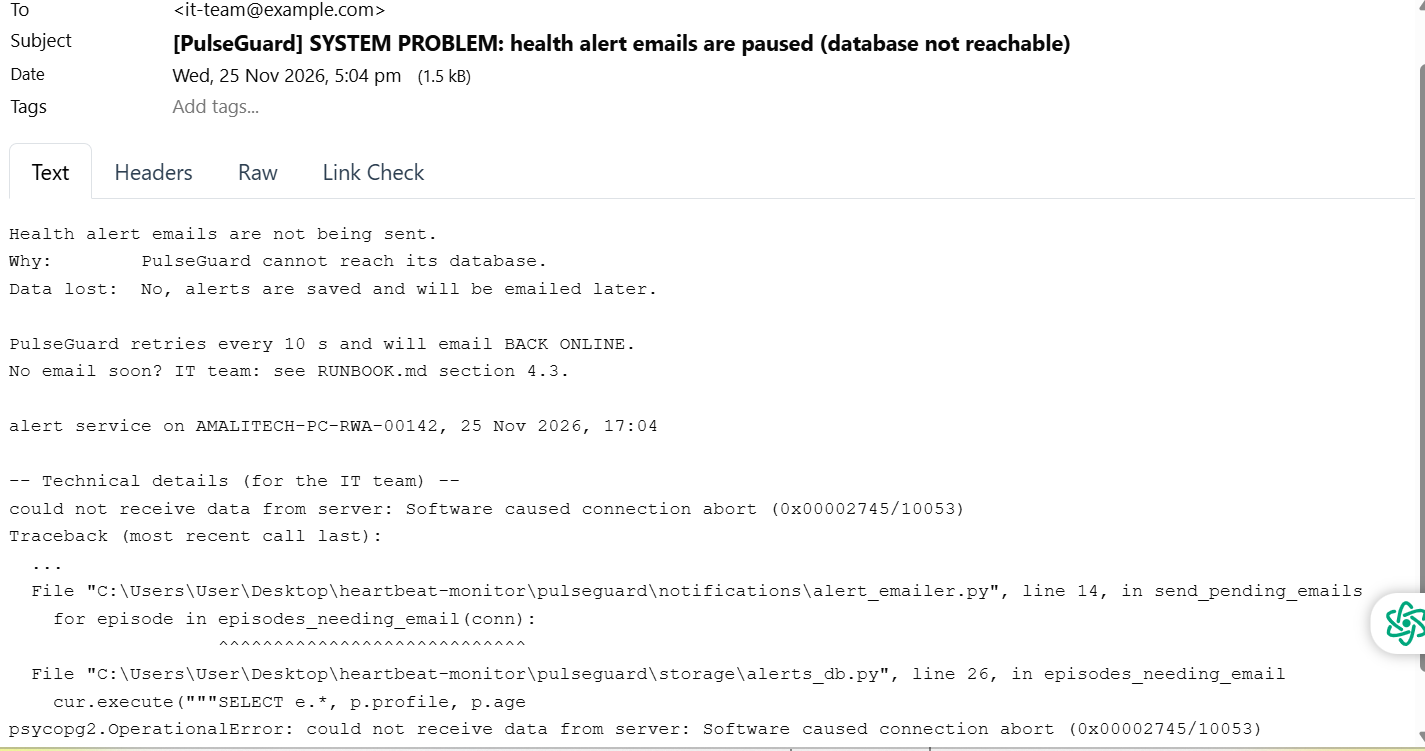 To <it-team@example.com>
Subject [PulseGuard] SYSTEM PROBLEM: health alert emails are paused (database not reachable)
Date Wed, 25 Nov 2026, 5:04 pm (1.5 kB)
Tags Add tags...
Text Headers Raw Link Check
Health alert emails are not being sent.
Why: PulseGuard cannot reach its database.
Data lost: No, alerts are saved and will be emailed later.
PulseGuard retries every 10 s and will email BACK ONLINE.
No email soon? IT team: see RUNBOOK.md section 4.3.
alert service on AMALITECH-PC-RWA-00142, 25 Nov 2026, 17:04
-- Technical details (for the IT team) --
could not receive data from server: Software caused connection abort (0x00002745/10053)
Traceback (most recent call last):
...
File "C:\Users\User\Desktop\heartbeat-monitor\pulseguard\notifications\alert_emailer.py", line 14, in send_pending_emails
for episode in episodes_needing_email(conn):
^^^^^^^^^^^^^^^^^^^^^^^^^^^^
File "C:\Users\User\Desktop\heartbeat-monitor\pulseguard\storage\alerts_db.py", line 26, in episodes_needing_email
cur.execute("""SELECT e.*, p.profile, p.age
psycopg2.OperationalError: could not receive data from server: Software caused connection abort (0x00002745/10053)